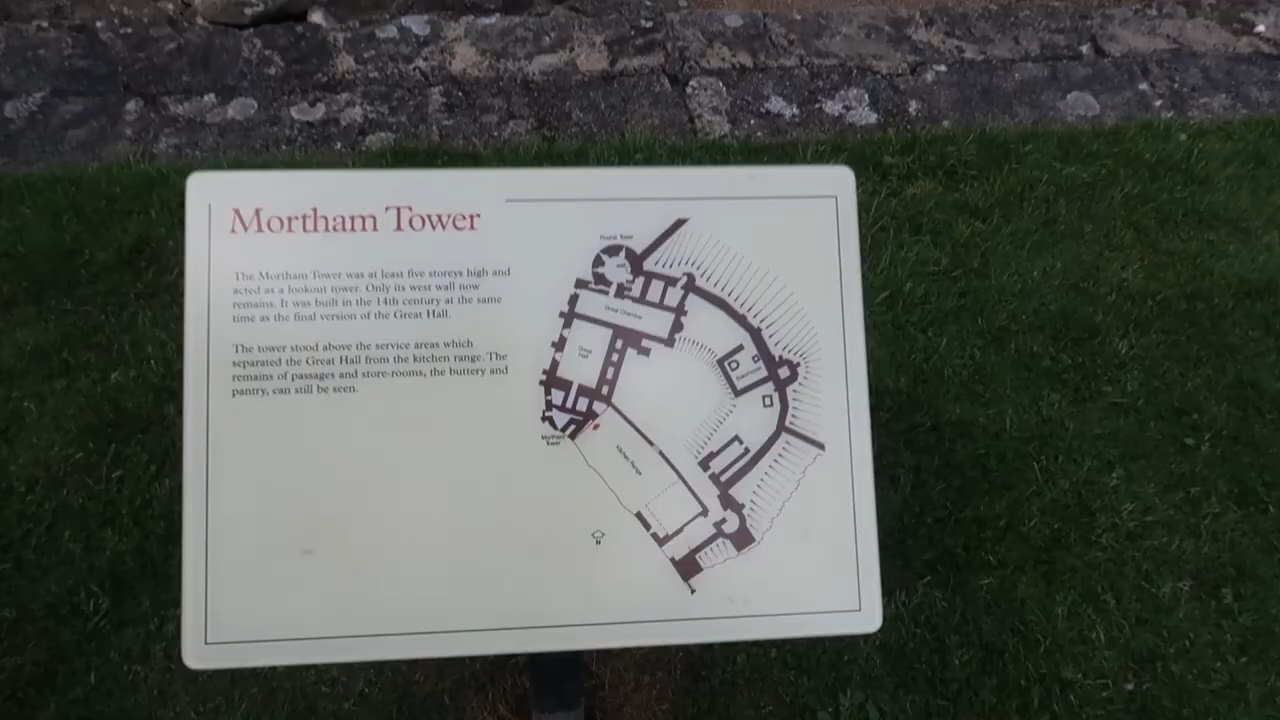 Mortham Tower
The Mortham Tower was at least five storeys high and
acted as a lookout tower. Only its west wall now
remains. It was built in the 14th century at the same
time as the final version of the Great Hall.
The tower stood above the service areas which
separated the Great Hall from the kitchen range. The
remains of passages and store-rooms, the buttery and
pantry, can still be seen.
Round Tower
Great Chamber
Great
Hall
Mortham
Tower
Kitchen Range
N